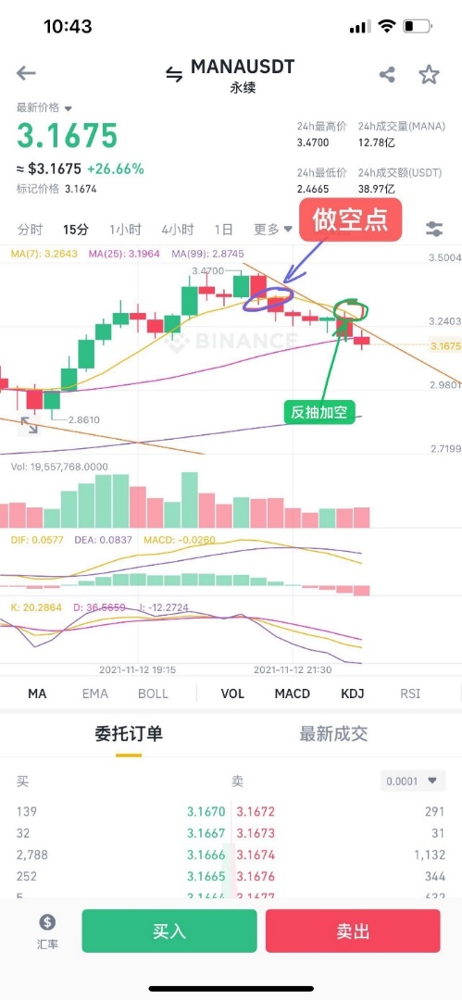 10:43
MANAUSDT
永续
最新价格
3.1675
≈ $3.1675 +26.66%
标记价格 3.1674
24h最高价 24h成交量(MANA)
3.4700 12.78亿
24h最低价 24h成交额(USDT)
2.4665 38.97亿
做空点
分时 15分 1小时 4小时 1日 更多
MA(7): 3.2643 MA(25): 3.1964 MA(99): 2.8745
3.5004
3.4700
3.2403
BINANCE
3.1675
2.9801
反抽加空
2.8610
2.7199
Vol: 19,557,768.0000
DIF: 0.0577 DEA: 0.0837 MACD: -0.0260
K: 20.2864 D: 36.5659 J: -12.2724
2021-11-12 19:15 2021-11-12 21:30
MA EMA BOLL VOL MACD KDJ RSI
委托订单 最新成交
买 卖 0.0001
139 3.1670 3.1672 291
32 3.1667 3.1673 31
2,788 3.1666 3.1674 1,132
252 3.1665 3.1676 344
5 3.1664 3.1677 632
汇率 买入 卖出